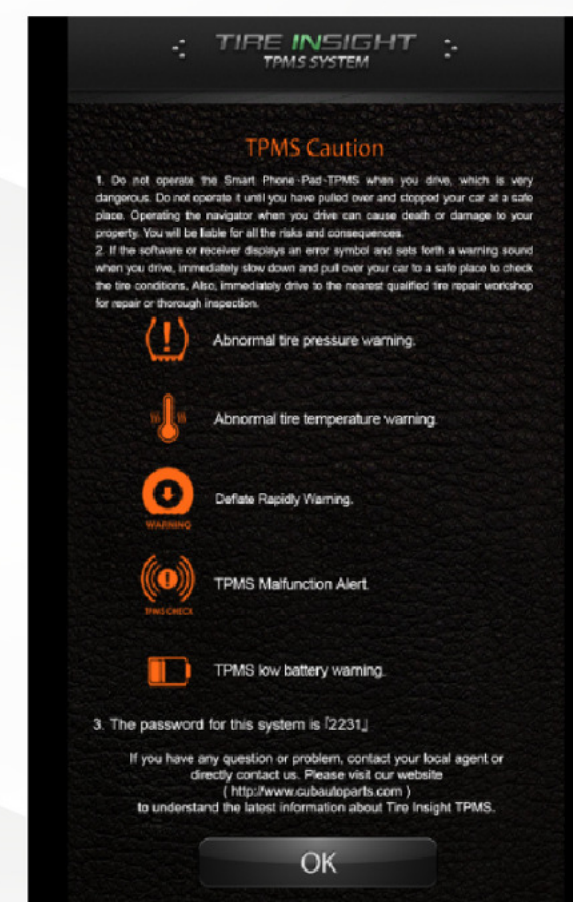 TIRE INSIGHT
TPMS SYSTEM
TPMS Caution
1. Do not operate the Smart Phone-Pad-TPMS when you drive, which is very
dangerous. Do not operate it until you have pulled over and stopped your car at a safe
place. Operating the navigator when you drive can cause death or damage to your
property. You will be liable for all the risks and consequences.
2. If the software or receiver displays an error symbol and sets forth a warning sound
when you drive, immediately slow down and pull over your car to a safe place to check
the tire conditions. Also, immediately drive to the nearest qualified tire repair workshop
for repair or thorough inspection.
Abnormal tire pressure warning.
Abnormal tire temperature warning.
WARNING
Deflate Rapidly Warning.
TPMS CHECK
TPMS Malfunction Alert.
TPMS low battery warning.
3. The password for this system is「2231」
If you have any question or problem, contact your local agent or
directly contact us. Please visit our website
( http://www.cubautoparts.com )
to understand the latest information about Tire Insight TPMS.
OK